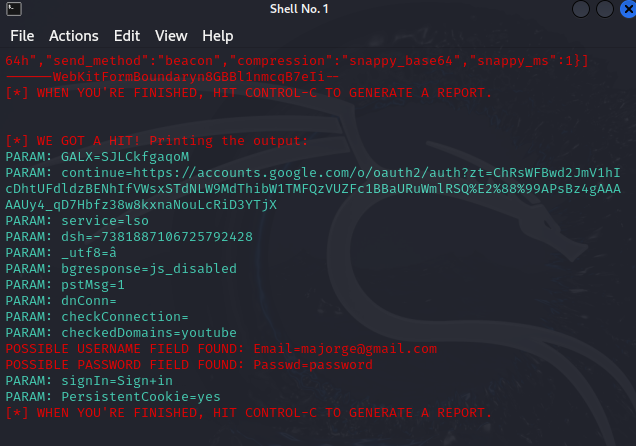 Shell No. 1
File Actions Edit View Help
64h","send_method":"beacon","compression":"snappy_base64","snappy_ms":1}]
------WebKitFormBoundaryn8GBBl1nmcqB7eIi--
[*] WHEN YOU'RE FINISHED, HIT CONTROL-C TO GENERATE A REPORT.
[*] WE GOT A HIT! Printing the output:
PARAM: GALX=SJLCkfgaqoM
PARAM: continue=https://accounts.google.com/o/oauth2/auth?zt=ChRsWFBwd2JmV1hI
cDhtUFdldzBENhIfVWsxSTdNLW9MdThibW1TMFQzVUZFc1BBaURuWmlRSQ%E2%88%99APsBz4gAAA
AAUy4_qD7Hbfz38w8kxnaNouLcRiD3YTjX
PARAM: service=lso
PARAM: dsh=-7381887106725792428
PARAM: _utf8=â
PARAM: bgresponse=js_disabled
PARAM: pstMsg=1
PARAM: dnConn=
PARAM: checkConnection=
PARAM: checkedDomains=youtube
POSSIBLE USERNAME FIELD FOUND: Email=majorge@gmail.com
POSSIBLE PASSWORD FIELD FOUND: Passwd=password
PARAM: signIn=Sign+in
PARAM: PersistentCookie=yes
[*] WHEN YOU'RE FINISHED, HIT CONTROL-C TO GENERATE A REPORT.